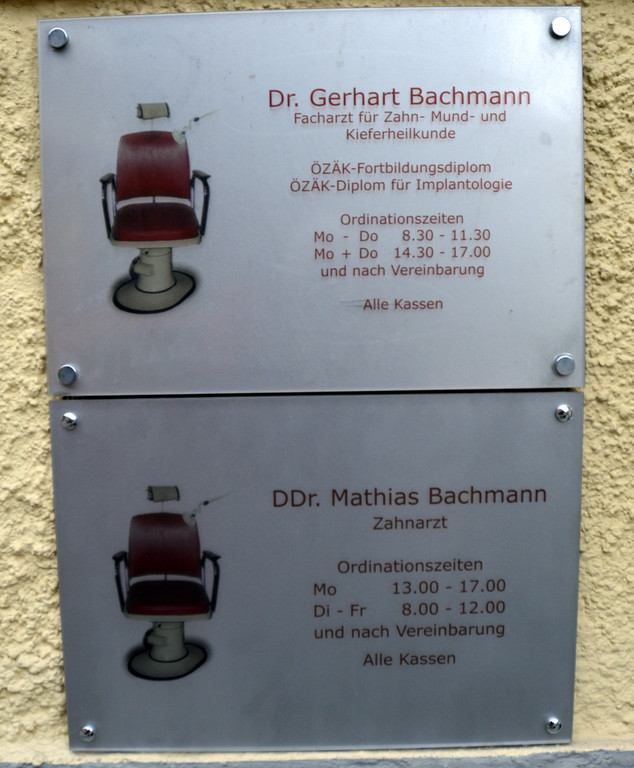 Dr. Gerhart Bachmann
Facharzt für Zahn- Mund- und
Kieferheilkunde
ÖZÄK-Fortbildungsdiplom
ÖZÄK-Diplom für Implantologie
Ordinationszeiten
Mo - Do 8.30 - 11.30
Mo + Do 14.30 - 17.00
und nach Vereinbarung
Alle Kassen
DDr. Mathias Bachmann
Zahnarzt
Ordinationszeiten
Mo 13.00 - 17.00
Di - Fr 8.00 - 12.00
und nach Vereinbarung
Alle Kassen